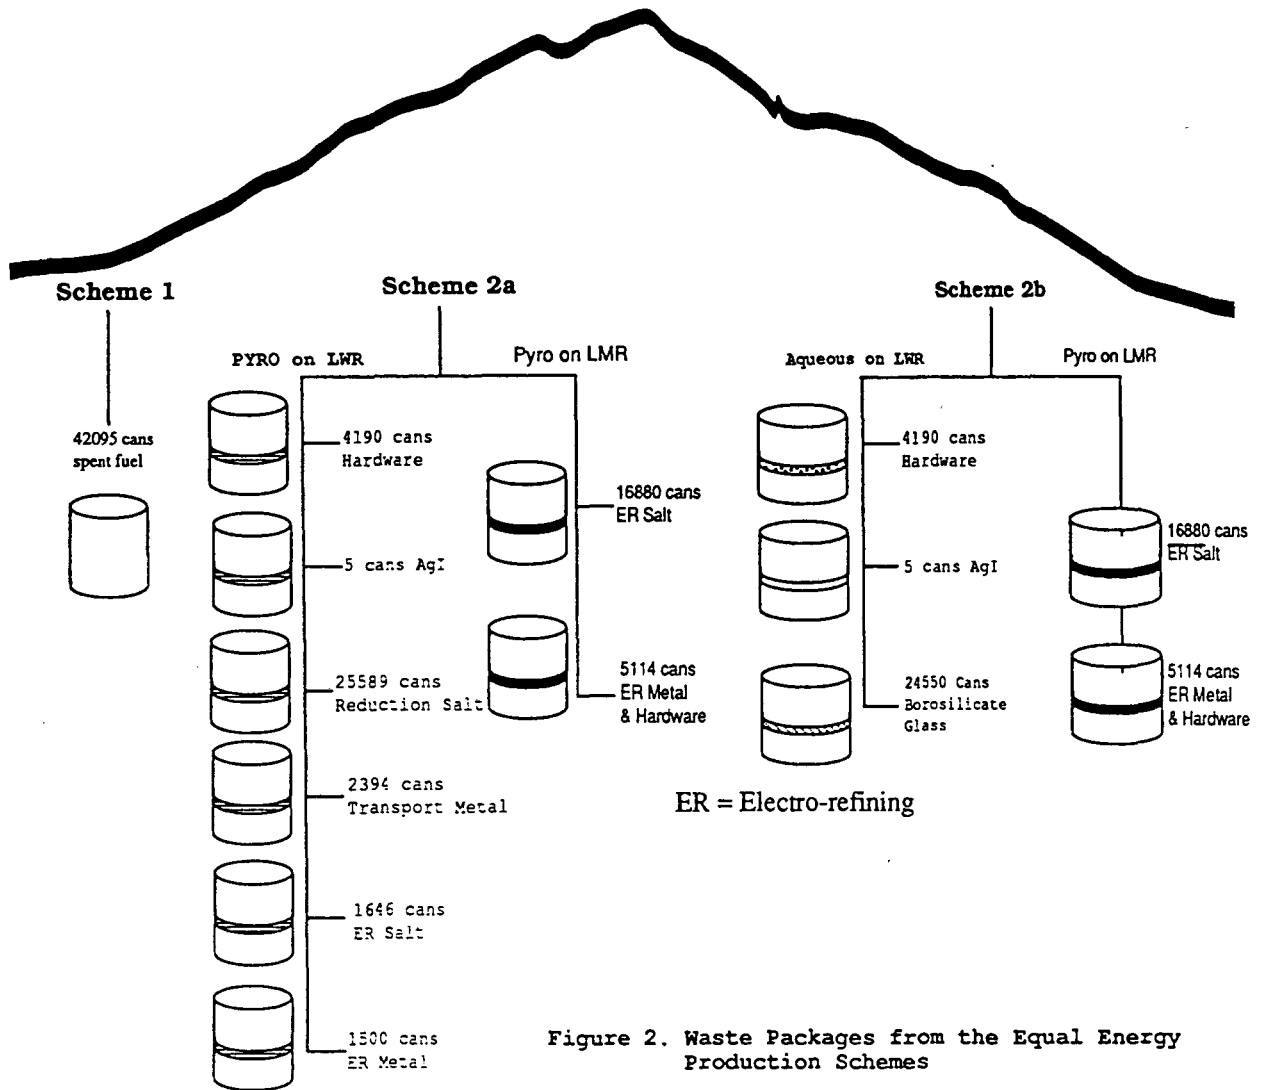 Scheme 1
42095 cans
spent fuel
Scheme 2a
PYRO on LWR
4190 cans
Hardware
5 cans AgI
25589 cans
Reduction Salt
2394 cans
Transport Metal
1646 cans
ER Salt
1500 cans
ER Metal
Pyro on LMR
16880 cans
ER Salt
5114 cans
ER Metal
& Hardware
Scheme 2b
Aqueous on LWR
4190 cans
Hardware
5 cans AgI
24550 Cans
Borosilicate
Glass
Pyro on LMR
16880 cans
ER Salt
5114 cans
ER Metal
& Hardware
ER = Electro-refining
Figure 2. Waste Packages from the Equal Energy
Production Schemes